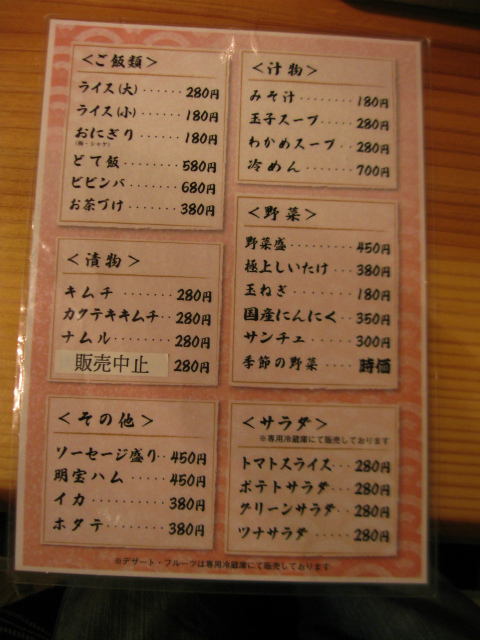 ＜ご飯類＞
ライス(大)······280円
ライス(小)······180円
おにぎり······180円
(梅・シャケ)
どて飯········580円
ビビンバ·······680円
お茶づけ······380円
＜漬物＞
キムチ·······280円
カクテキキムチ··280円
ナムル·······280円
販売中止 280円
＜その他＞
ソーセージ盛り··450円
明宝ハム·····450円
イカ·········380円
ホタテ·······380円
＜汁物＞
みそ汁·······180円
玉子スープ·····280円
わかめスープ···280円
冷めん·······700円
＜野菜＞
野菜盛········450円
極上しいたけ···380円
玉ねぎ········180円
国産にんにく··350円
サンチェ······300円
季節の野菜····時価
＜サラダ＞
※専用冷蔵庫にて販売しております
トマトスライス···280円
ポテトサラダ···280円
グリーンサラダ··280円
ツナサラダ·····280円
※デザート・フルーツは専用冷蔵庫にて販売しております